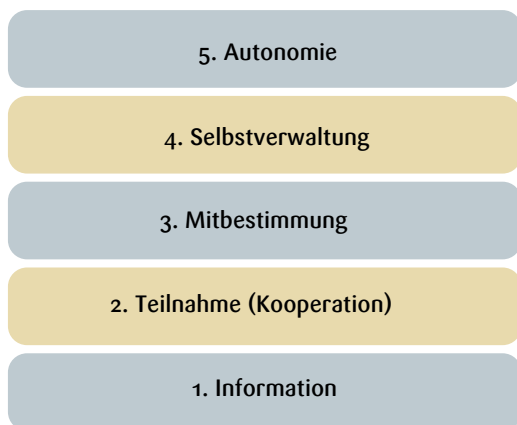 5. Autonomie
4. Selbstverwaltung
3. Mitbestimmung
2. Teilnahme (Kooperation)
1. Information